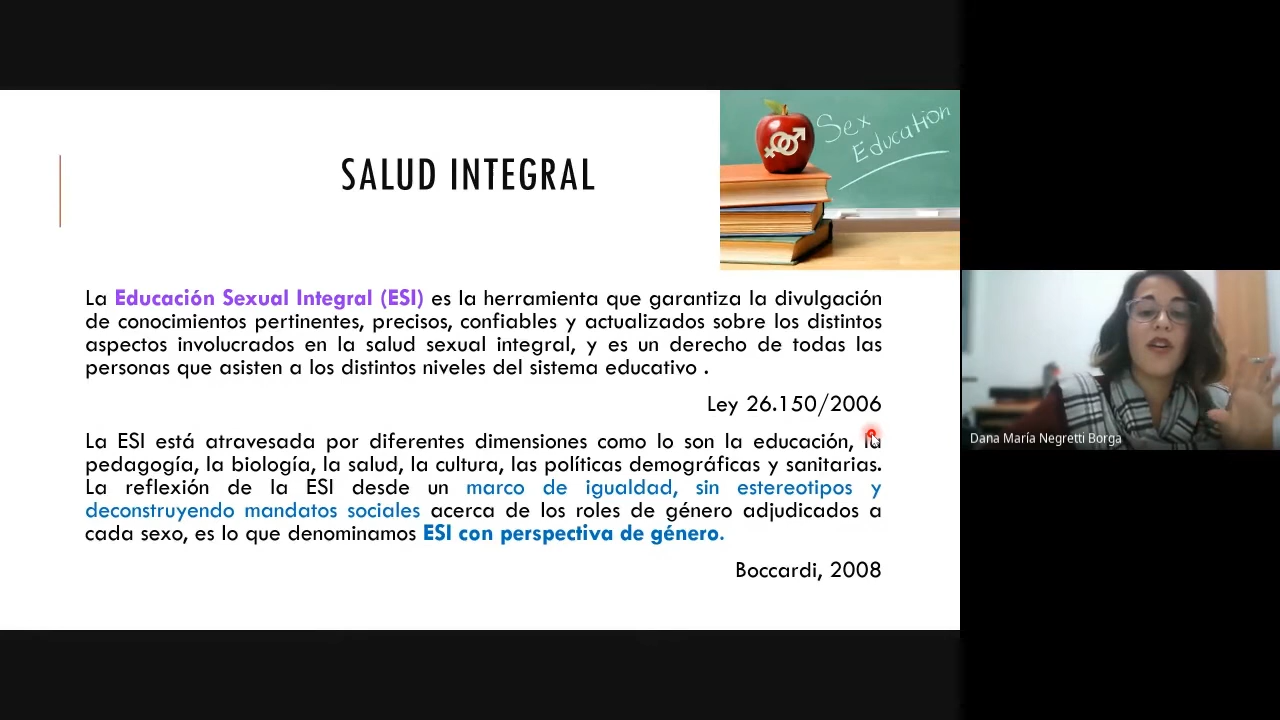 Sex
Education
SALUD INTEGRAL
La Educación Sexual Integral (ESI) es la herramienta que garantiza la divulgación
de conocimientos pertinentes, precisos, confiables y actualizados sobre los distintos
aspectos involucrados en la salud sexual integral, y es un derecho de todas las
personas que asisten a los distintos niveles del sistema educativo .
Ley 26.150/2006
La ESI está atravesada por diferentes dimensiones como lo son la educación, la
pedagogía, la biología, la salud, la cultura, las políticas demográficas y sanitarias.
La reflexión de la ESI desde un marco de igualdad, sin estereotipos y
deconstruyendo mandatos sociales acerca de los roles de género adjudicados a
cada sexo, es lo que denominamos ESI con perspectiva de género.
Boccardi, 2008
Dana María Negretti Borga